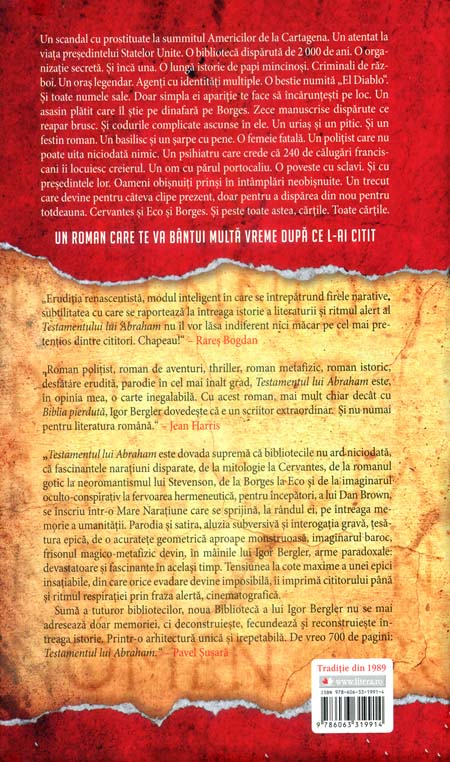 Un scandal cu prostituate la summitul Americilor de la Cartagena. Un atentat la
viața președintelui Statelor Unite. O bibliotecă dispărută de 2 000 de ani. O or-
ganizație secretă. Și încă una. O lungă istorie de papi mincinoși. Criminali de răz-
boi. Un oraș legendar. Agenți cu identități multiple. O bestie numită „El Diablo”.
Și toate numele sale. Doar simpla ei apariție te face să încărunțești pe loc. Un
asasin plătit care îl știe pe dinafară pe Borges. Zece manuscrise dispărute ce
reapar brusc. Și codurile complicate ascunse în ele. Un uriaș și un pitic. Și un
festin roman. Un basilisc și un șarpe cu pene. O femeie fatală. Un polițist care nu
poate uita niciodată nimic. Un psihiatru care crede că 240 de călugări francis-
cani îi locuiesc creierul. Un om cu părul portocaliu. O poveste cu sclavi. Și cu
președintele lor. Oameni obișnuiți prinși în întâmplări neobișnuite. Un trecut
care devine pentru câteva clipe prezent, doar pentru a dispărea din nou pentru
totdeauna. Cervantes și Eco și Borges. Și peste toate astea, cărțile. Toate cărțile.
UN ROMAN CARE TE VA BÂNTUI MULTĂ VREME DUPĂ CE L-AI CITIT
„Erudiția renascentistă, modul inteligent în care se întrepătrund firele narative,
subtilitatea cu care se raportează la întreaga istorie a literaturii și ritmul alert al
Testamentului lui Abraham nu îl vor lăsa indiferent nici măcar pe cel mai pre-
tențios dintre cititori. Chapeau!” – Rareș Bogdan
„Roman polițist, roman de aventuri, thriller, roman metafizic, roman istoric,
desfătare erudită, parodie în cel mai înalt grad, Testamentul lui Abraham este,
în opinia mea, o carte inegalabilă. Cu acest roman, mai mult chiar decât cu
Biblia pierdută, Igor Bergler dovedește că e un scriitor extraordinar. Și nu numai
pentru literatura română.“ – Jean Harris
„Testamentul lui Abraham este dovada supremă că bibliotecile nu ard niciodată,
că fascinantele narațiuni disparate, de la mitologie la Cervantes, de la romanul
gotic la neoromantismul lui Stevenson, de la Borges la Eco și de la imaginarul
oculto-conspirativ la fervoarea hermeneutică, pentru începători, a lui Dan Brown,
se înscriu într-o Mare Narațiune care se sprijină, la rândul ei, pe întreaga me-
morie a umanității. Parodia și satira, aluzia subversivă și interogația gravă, țesă-
tura epică, de o acuratețe geometrică aproape monstruoasă, imaginarul baroc,
frisonul magico-metafizic devin, în mâinile lui Igor Bergler, arme paradoxale:
devastatoare și fascinante în același timp. Tensiunea la cote maxime a unei epici
insațiabile, din care orice evadare devine imposibilă, îi imprimă cititorului până
și ritmul respirației prin fraza alertă, cinematografică.
Sumă a tuturor bibliotecilor, noua Bibliotecă a lui Igor Bergler nu se mai
adresează doar memoriei, ci deconstruiește, fecundează și reconstruiește în-
treaga istorie. Printr-o arhitectură unică și irepetabilă. De vreo 700 de pagini:
Testamentul lui Abraham.” – Pavel Șușară
Tradiție din 1989
www.litera.ro
ISBN 978-606-33-1991-4
9 786063 319914